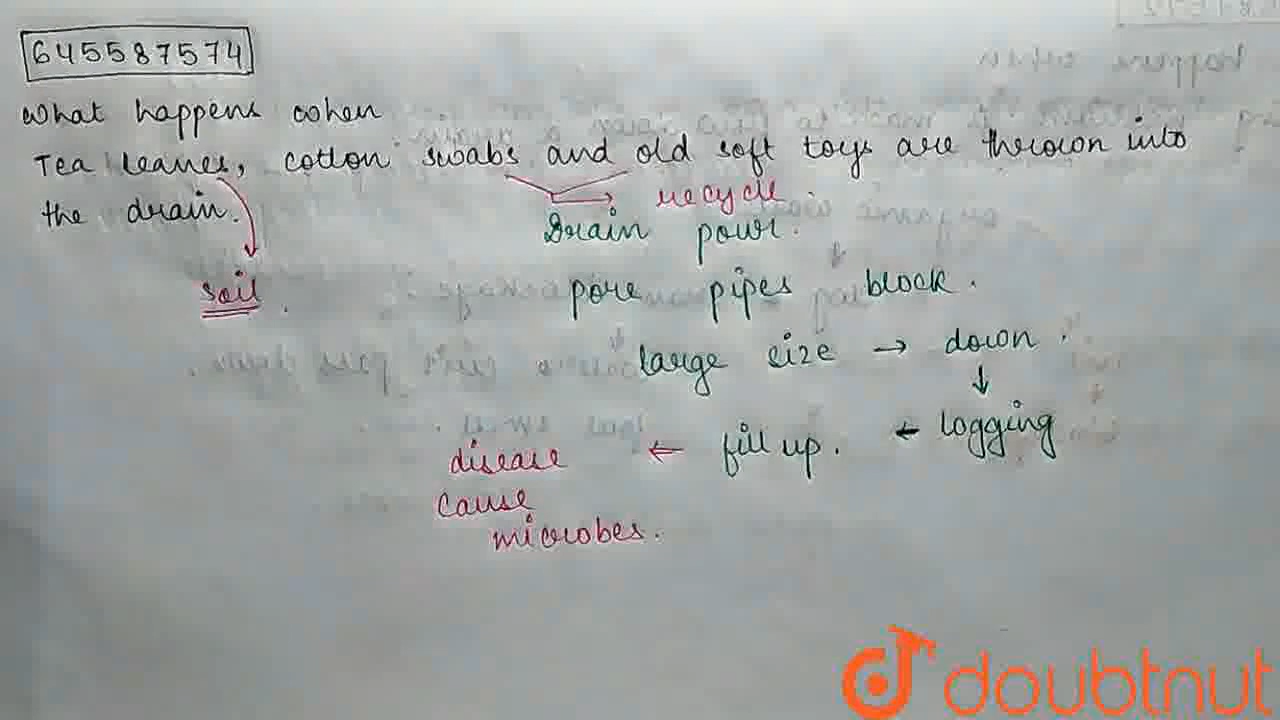 645587574
What happens when
Tea leaves, cotton swabs and old soft toys are thrown into
the drain.
recycle
Drain pour.
soil.
pore pipes block.
large size → down.
↓
disease ← fill up. ← logging
cause
microbes.
doubtnut